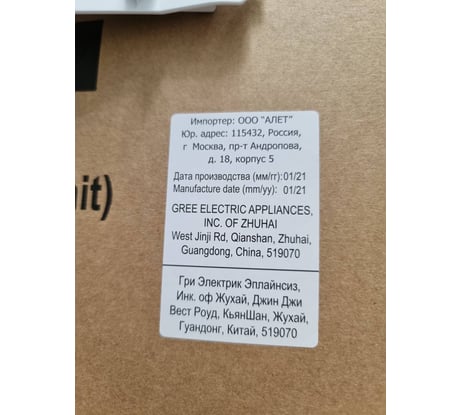 it)
Импортер: ООО "АЛЕТ"
Юр. адрес: 115432, Россия,
г Москва, пр-т Андропова,
д. 18, корпус 5
Дата производства (мм/гг):01/21
Manufacture date (mm/yy): 01/21
GREE ELECTRIC APPLIANCES,
INC. OF ZHUHAI
West Jinji Rd, Qianshan, Zhuhai,
Guangdong, China, 519070
Гри Электрик Эплайнсиз,
Инк. оф Жухай, Джин Джи
Вест Роуд, КьянШан, Жухай,
Гуандонг, Китай, 519070